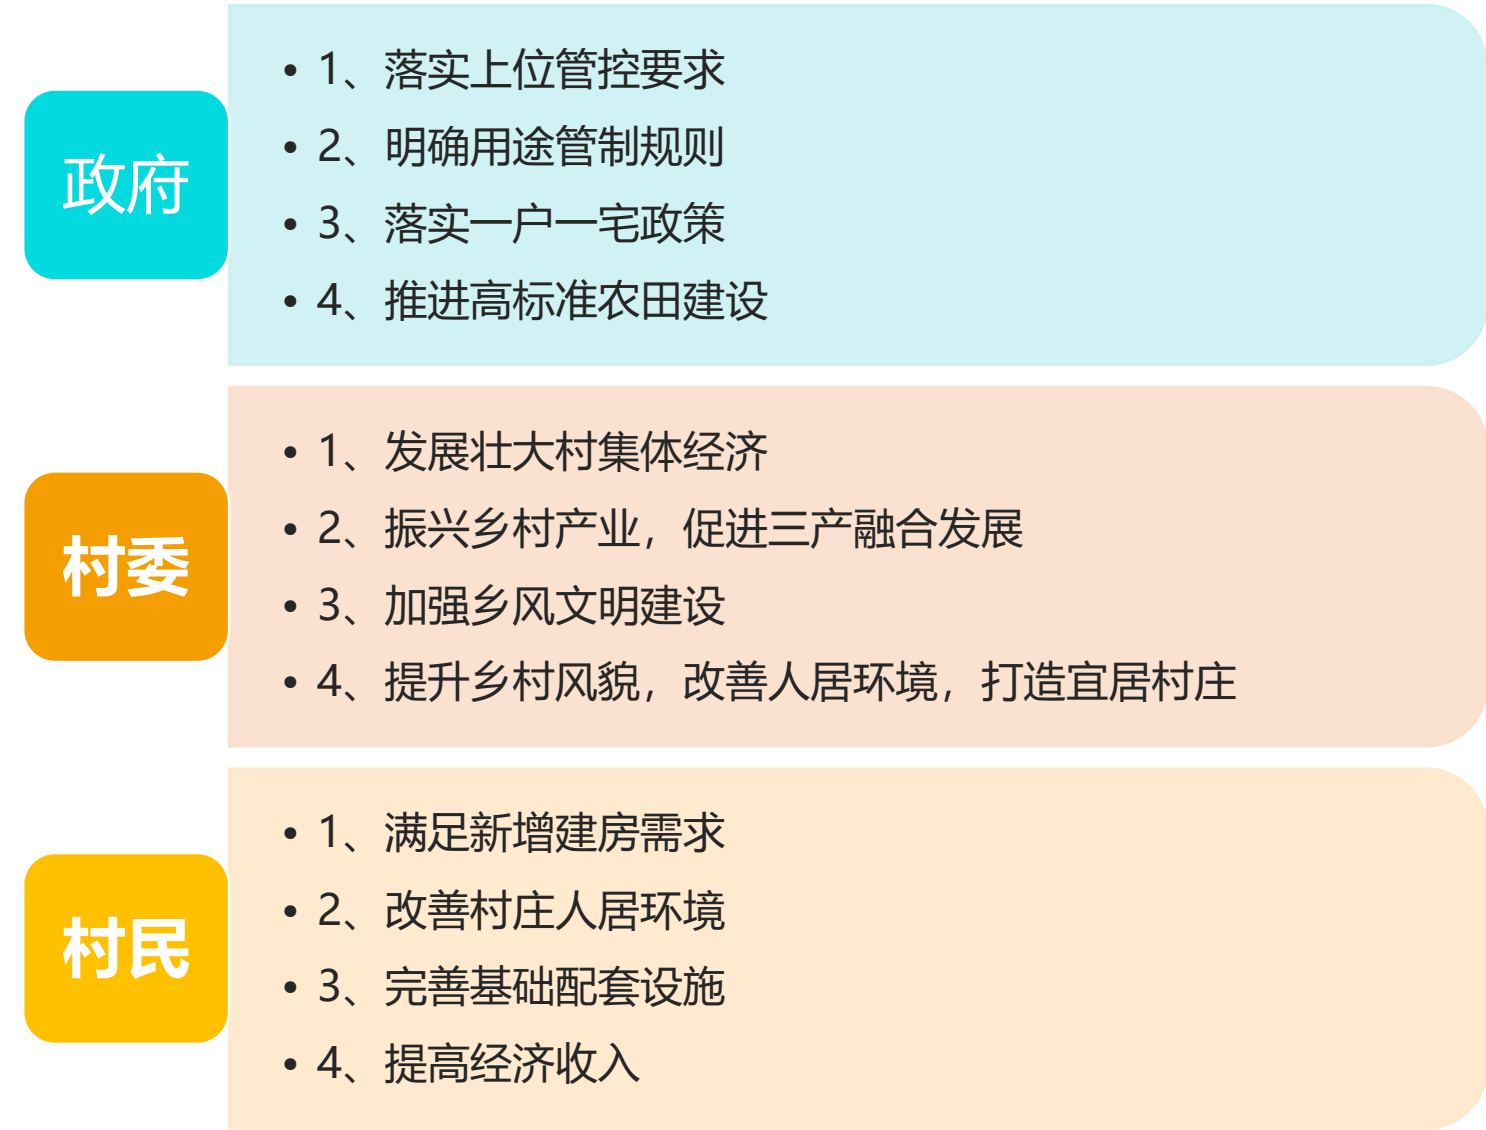 政府
• 1、落实上位管控要求
• 2、明确用途管制规则
• 3、落实一户一宅政策
• 4、推进高标准农田建设
村委
• 1、发展壮大村集体经济
• 2、振兴乡村产业，促进三产融合发展
• 3、加强乡风文明建设
• 4、提升乡村风貌，改善人居环境，打造宜居村庄
村民
• 1、满足新增建房需求
• 2、改善村庄人居环境
• 3、完善基础配套设施
• 4、提高经济收入